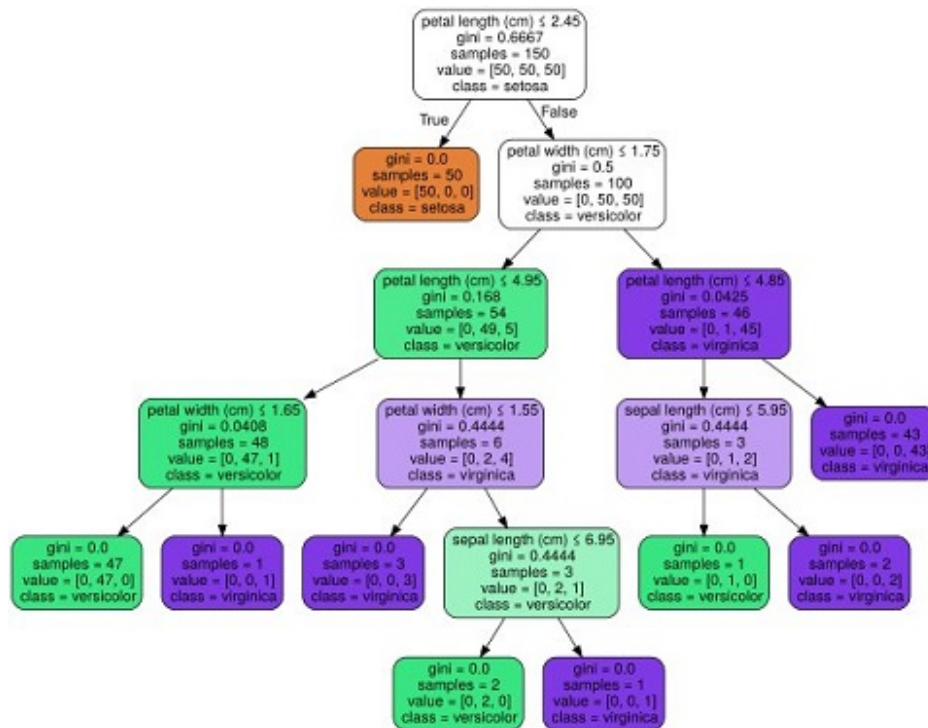 petal length (cm) ≤ 2.45
gini = 0.6667
samples = 150
value = [50, 50, 50]
class = setosa
True
False
gini = 0.0
samples = 50
value = [50, 0, 0]
class = setosa
petal width (cm) ≤ 1.75
gini = 0.5
samples = 100
value = [0, 50, 50]
class = versicolor
petal length (cm) ≤ 4.95
gini = 0.168
samples = 54
value = [0, 49, 5]
class = versicolor
petal length (cm) ≤ 4.85
gini = 0.0425
samples = 46
value = [0, 1, 45]
class = virginica
petal width (cm) ≤ 1.65
gini = 0.0408
samples = 48
value = [0, 47, 1]
class = versicolor
petal width (cm) ≤ 1.55
gini = 0.4444
samples = 6
value = [0, 2, 4]
class = virginica
sepal length (cm) ≤ 5.95
gini = 0.4444
samples = 3
value = [0, 1, 2]
class = virginica
gini = 0.0
samples = 43
value = [0, 0, 43]
class = virginica
gini = 0.0
samples = 47
value = [0, 47, 0]
class = versicolor
gini = 0.0
samples = 1
value = [0, 0, 1]
class = virginica
gini = 0.0
samples = 3
value = [0, 0, 3]
class = virginica
sepal length (cm) ≤ 6.95
gini = 0.4444
samples = 3
value = [0, 2, 1]
class = versicolor
gini = 0.0
samples = 1
value = [0, 1, 0]
class = versicolor
gini = 0.0
samples = 2
value = [0, 0, 2]
class = virginica
gini = 0.0
samples = 2
value = [0, 2, 0]
class = versicolor
gini = 0.0
samples = 1
value = [0, 0, 1]
class = virginica